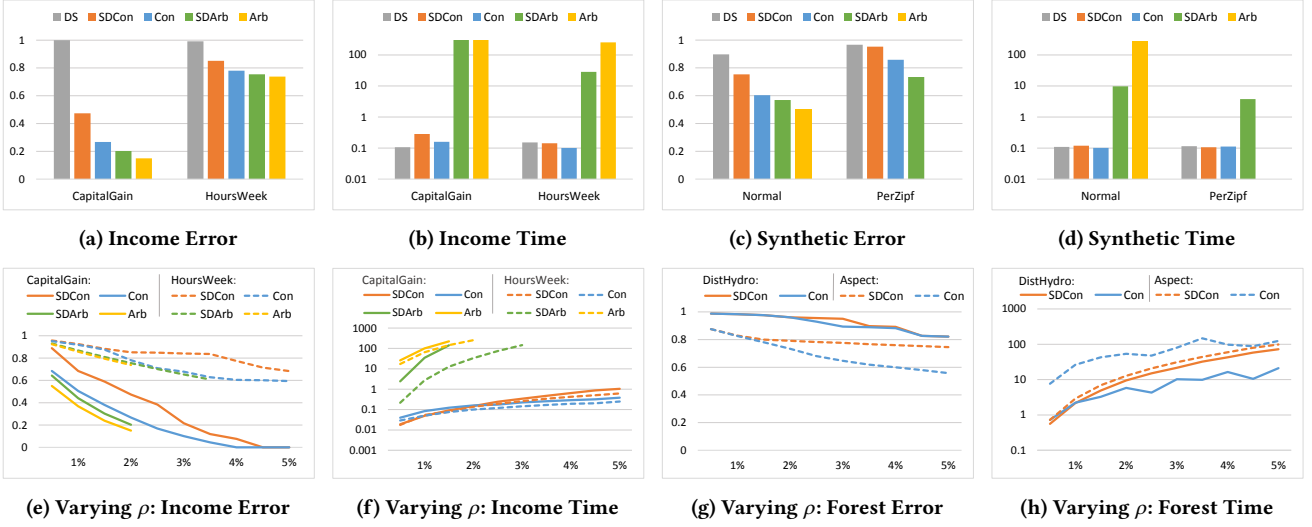 DS SDCon Con SDArb Arb
1
0.8
0.6
0.4
0.2
0
CapitalGain HoursWeek
(a) Income Error
DS SDCon Con SDArb Arb
100
10
1
0.1
0.01
CapitalGain HoursWeek
(b) Income Time
DS SDCon Con SDArb Arb
1
0.8
0.6
0.4
0.2
0
Normal PerZipf
(c) Synthetic Error
DS SDCon Con SDArb Arb
100
10
1
0.1
0.01
Normal PerZipf
(d) Synthetic Time
CapitalGain: HoursWeek:
SDCon Con SDCon Con
SDArb Arb SDArb Arb
1
0.8
0.6
0.4
0.2
0
1% 2% 3% 4% 5%
(e) Varying ρ: Income Error
CapitalGain: HoursWeek:
SDCon Con SDCon Con
SDArb Arb SDArb Arb
1000
100
10
1
0.1
0.01
0.001
1% 2% 3% 4% 5%
(f) Varying ρ: Income Time
DistHydro: Aspect:
SDCon Con SDCon Con
1
0.8
0.6
0.4
0.2
0
1% 2% 3% 4% 5%
(g) Varying ρ: Forest Error
DistHydro: Aspect:
SDCon Con SDCon Con
1000
100
10
1
0.1
1% 2% 3% 4% 5%
(h) Varying ρ: Forest Time